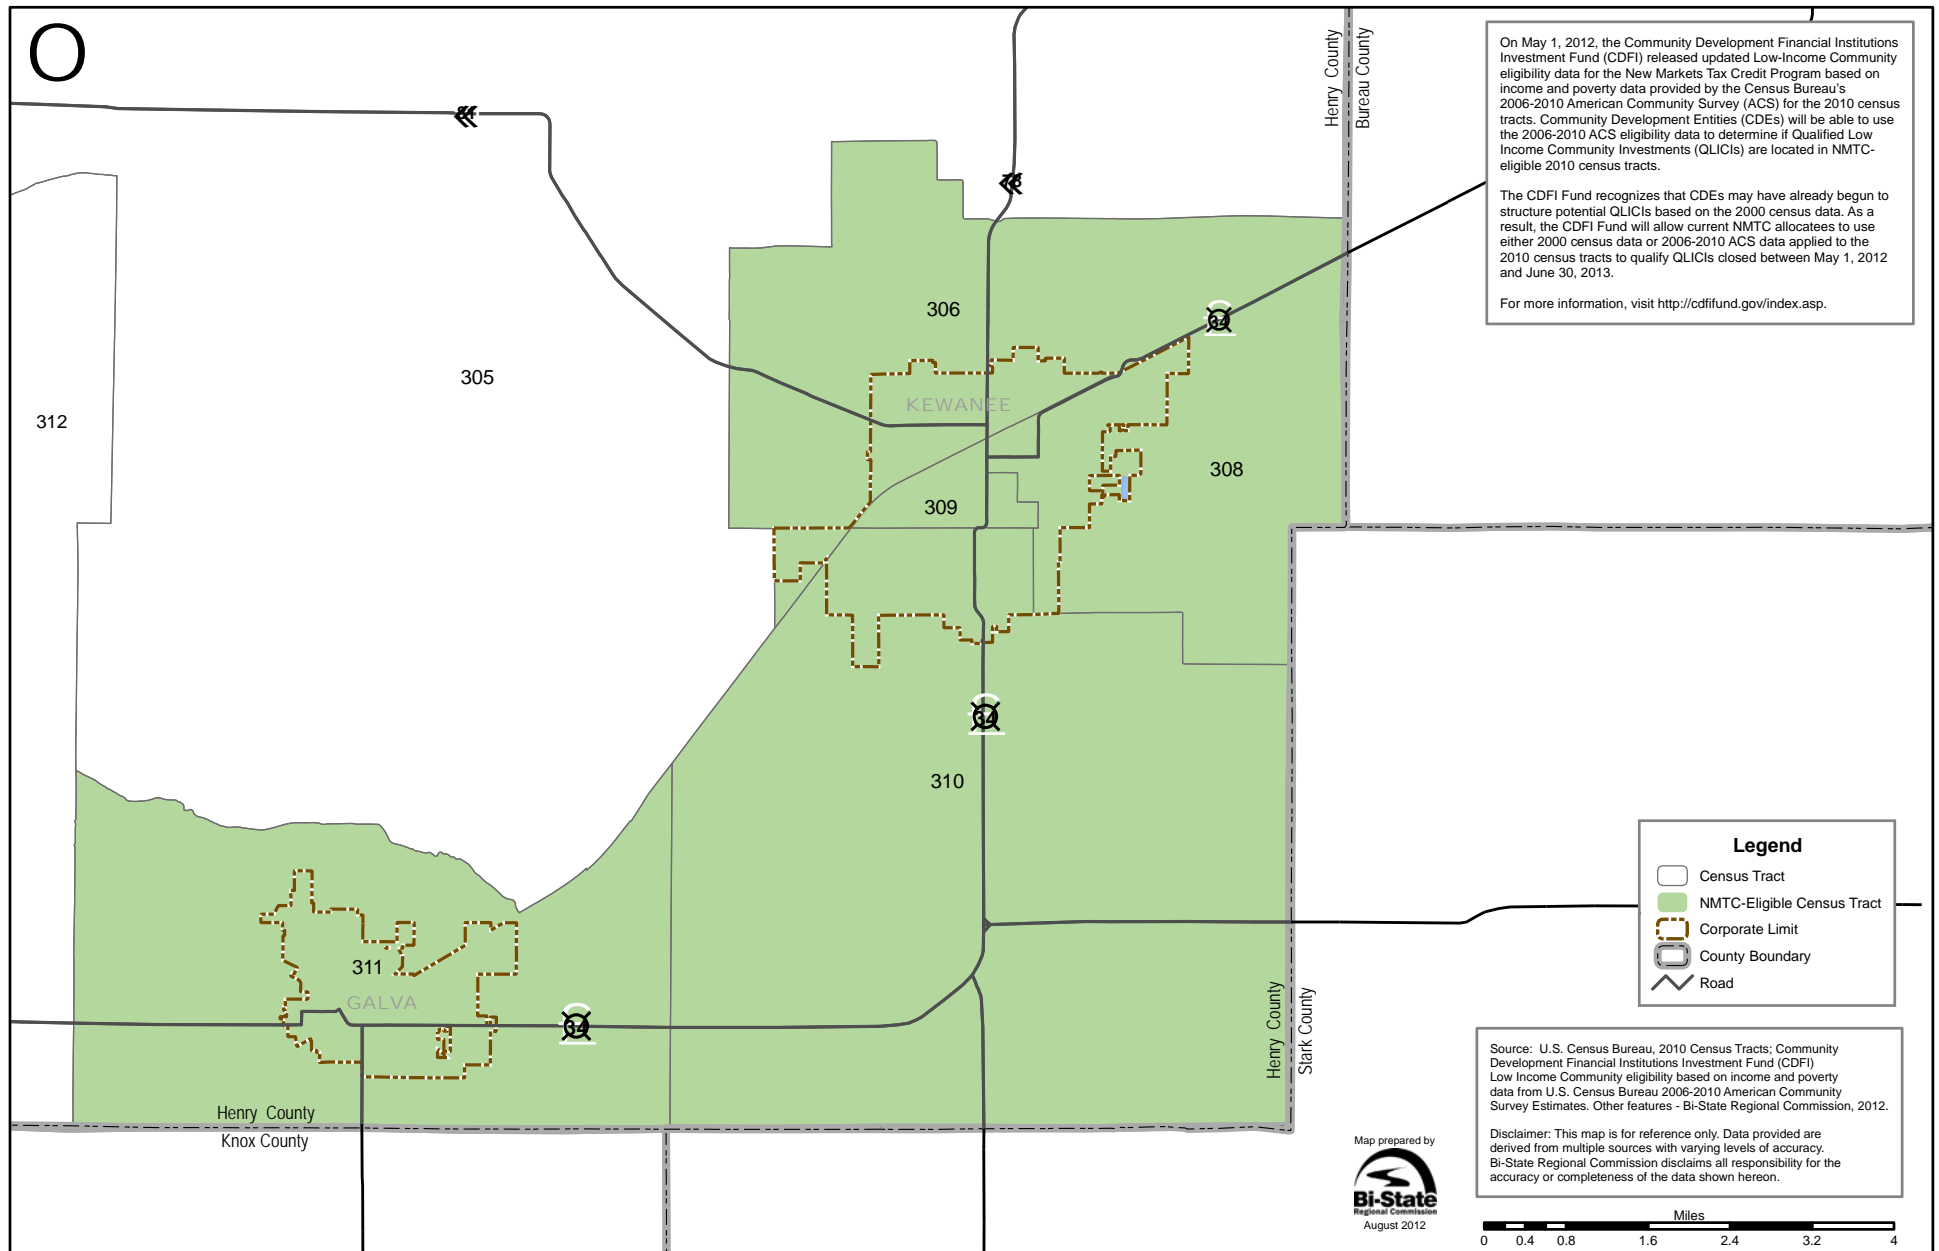 O
On May 1, 2012, the Community Development Financial Institutions
Investment Fund (CDFI) released updated Low-Income Community
eligibility data for the New Markets Tax Credit Program based on
income and poverty data provided by the Census Bureau's
2006-2010 American Community Survey (ACS) for the 2010 census
tracts. Community Development Entities (CDEs) will be able to use
the 2006-2010 ACS eligibility data to determine if Qualified Low
Income Community Investments (QLICIs) are located in NMTC-
eligible 2010 census tracts.
The CDFI Fund recognizes that CDEs may have already begun to
structure potential QLICIs based on the 2000 census data. As a
result, the CDFI Fund will allow current NMTC allocatees to use
either 2000 census data or 2006-2010 ACS data applied to the
2010 census tracts to qualify QLICIs closed between May 1, 2012
and June 30, 2013.
For more information, visit http://cdfifund.gov/index.asp.
Henry County
Bureau County
81
78
306
34
305
KEWANEE
312
308
309
34
310
311
GALVA
34
Henry County
Stark County
Henry County
Knox County
Legend
Census Tract
NMTC-Eligible Census Tract
Corporate Limit
County Boundary
Road
Source: U.S. Census Bureau, 2010 Census Tracts; Community
Development Financial Institutions Investment Fund (CDFI)
Low Income Community eligibility based on income and poverty
data from U.S. Census Bureau 2006-2010 American Community
Survey Estimates. Other features - Bi-State Regional Commission, 2012.
Disclaimer: This map is for reference only. Data provided are
derived from multiple sources with varying levels of accuracy.
Bi-State Regional Commission disclaims all responsibility for the
accuracy or completeness of the data shown hereon.
Map prepared by
Bi-State
Regional Commission
August 2012
Miles
0 0.4 0.8 1.6 2.4 3.2 4